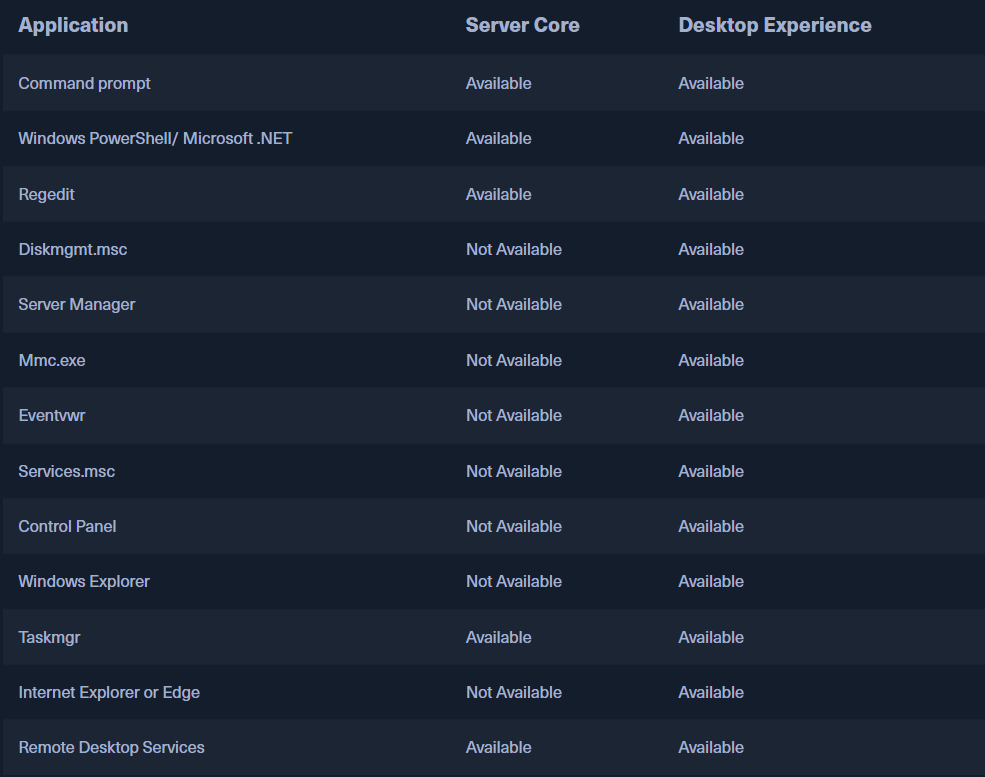 Application Server Core Desktop Experience
Command prompt Available Available
Windows PowerShell/ Microsoft .NET Available Available
Regedit Available Available
Diskmgmt.msc Not Available Available
Server Manager Not Available Available
Mmc.exe Not Available Available
Eventvwr Not Available Available
Services.msc Not Available Available
Control Panel Not Available Available
Windows Explorer Not Available Available
Taskmgr Available Available
Internet Explorer or Edge Not Available Available
Remote Desktop Services Available Available